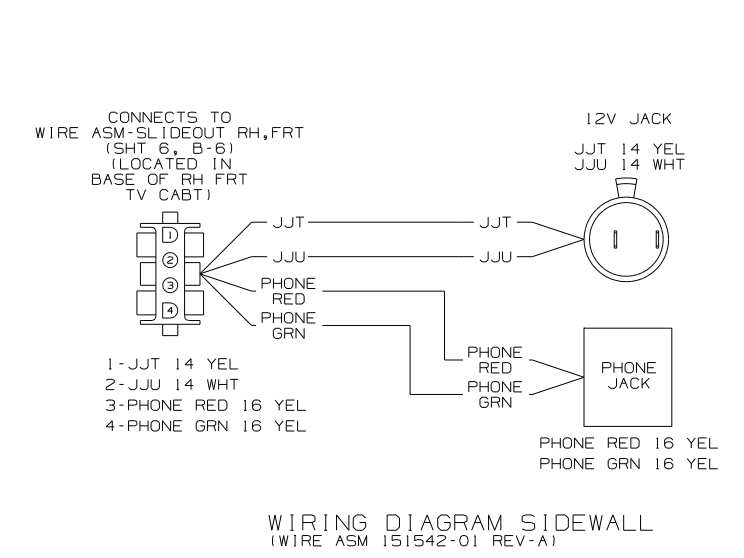 CONNECTS TO
WIRE ASM-SLIDEOUT RH,FRT
(SHT 6, B-6)
(LOCATED IN
BASE OF RH FRT
TV CABT)
12V JACK
JJT 14 YEL
JJU 14 WHT
1
2
3
4
JJT
JJT
JJU
JJU
PHONE
RED
PHONE
GRN
PHONE
RED
PHONE
GRN
PHONE
JACK
1-JJT 14 YEL
2-JJU 14 WHT
3-PHONE RED 16 YEL
4-PHONE GRN 16 YEL
PHONE RED 16 YEL
PHONE GRN 16 YEL
WIRING DIAGRAM SIDEWALL
(WIRE ASM 151542-01 REV-A)